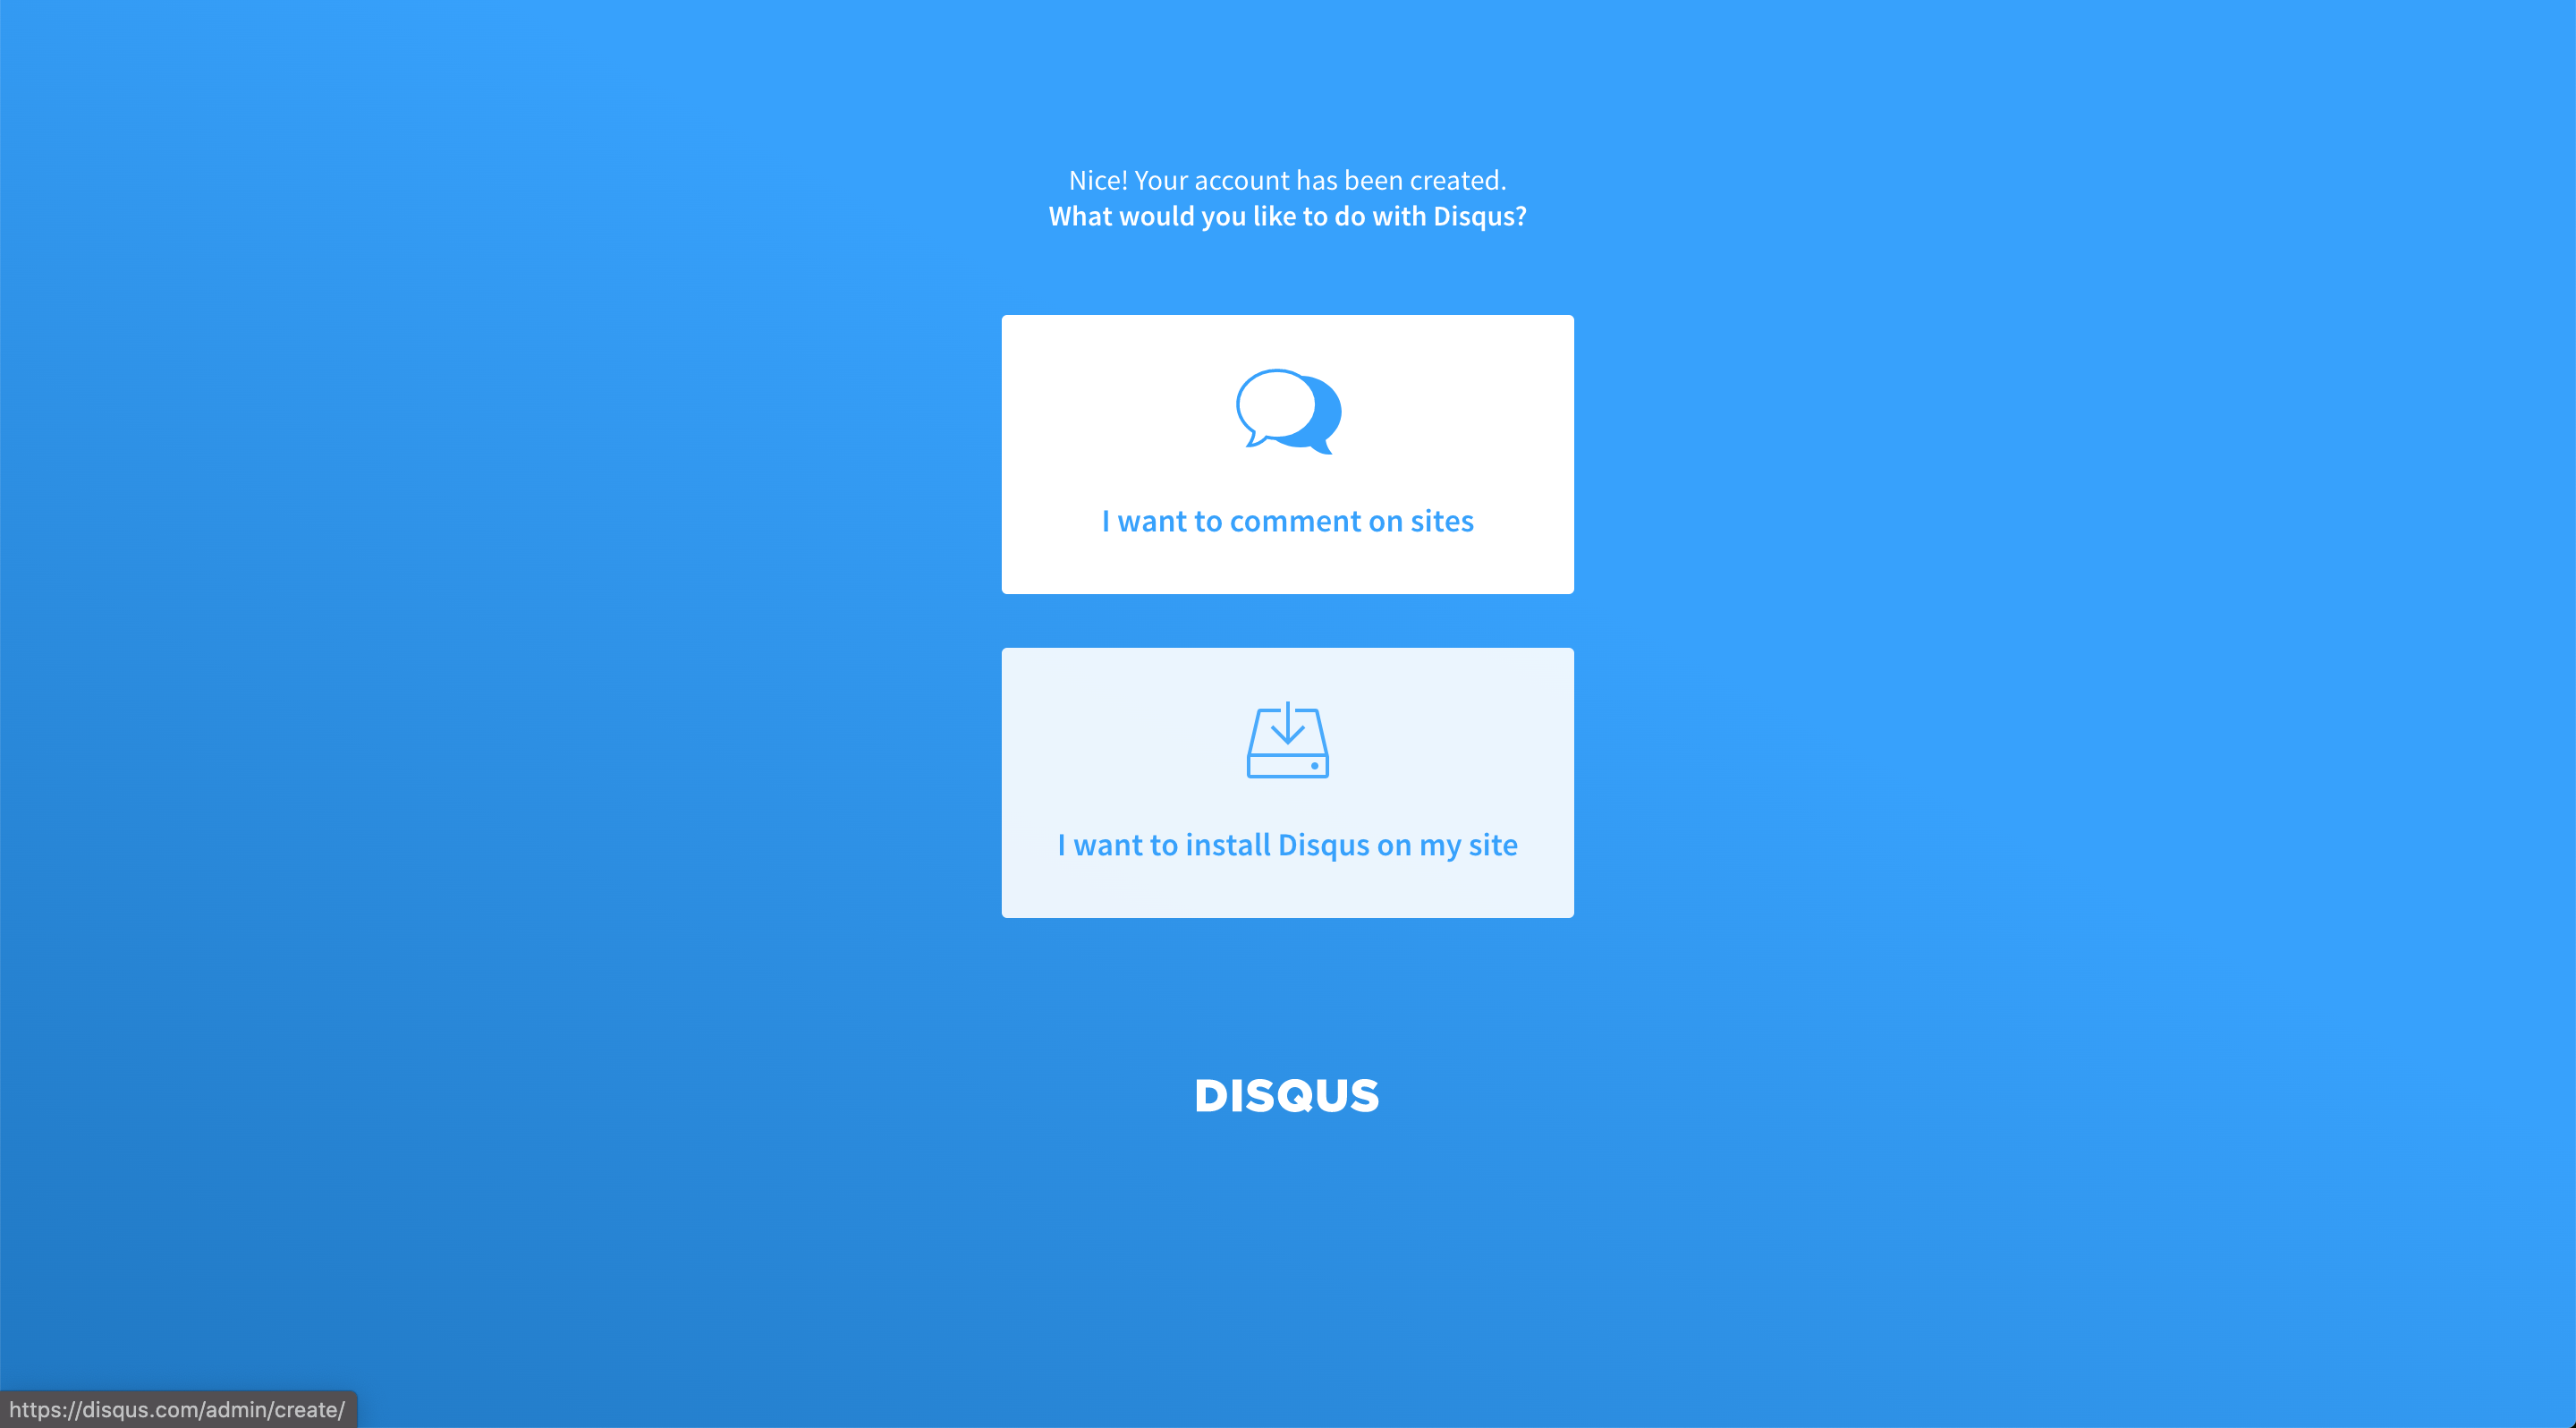 Nice! Your account has been created.
What would you like to do with Disqus?
I want to comment on sites
I want to install Disqus on my site
DISQUS
https://disqus.com/admin/create/